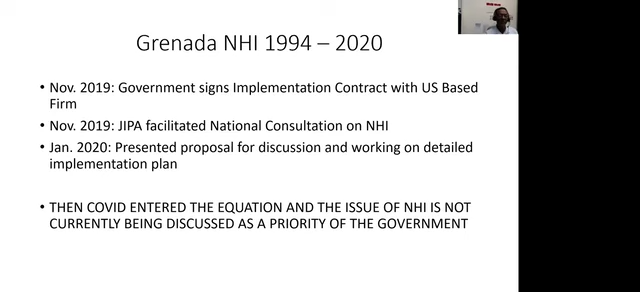 Grenada NHI 1994 – 2020
• Nov. 2019: Government signs Implementation Contract with US Based
Firm
• Nov. 2019: JIPA facilitated National Consultation on NHI
• Jan. 2020: Presented proposal for discussion and working on detailed
implementation plan
• THEN COVID ENTERED THE EQUATION AND THE ISSUE OF NHI IS NOT
CURRENTLY BEING DISCUSSED AS A PRIORITY OF THE GOVERNMENT